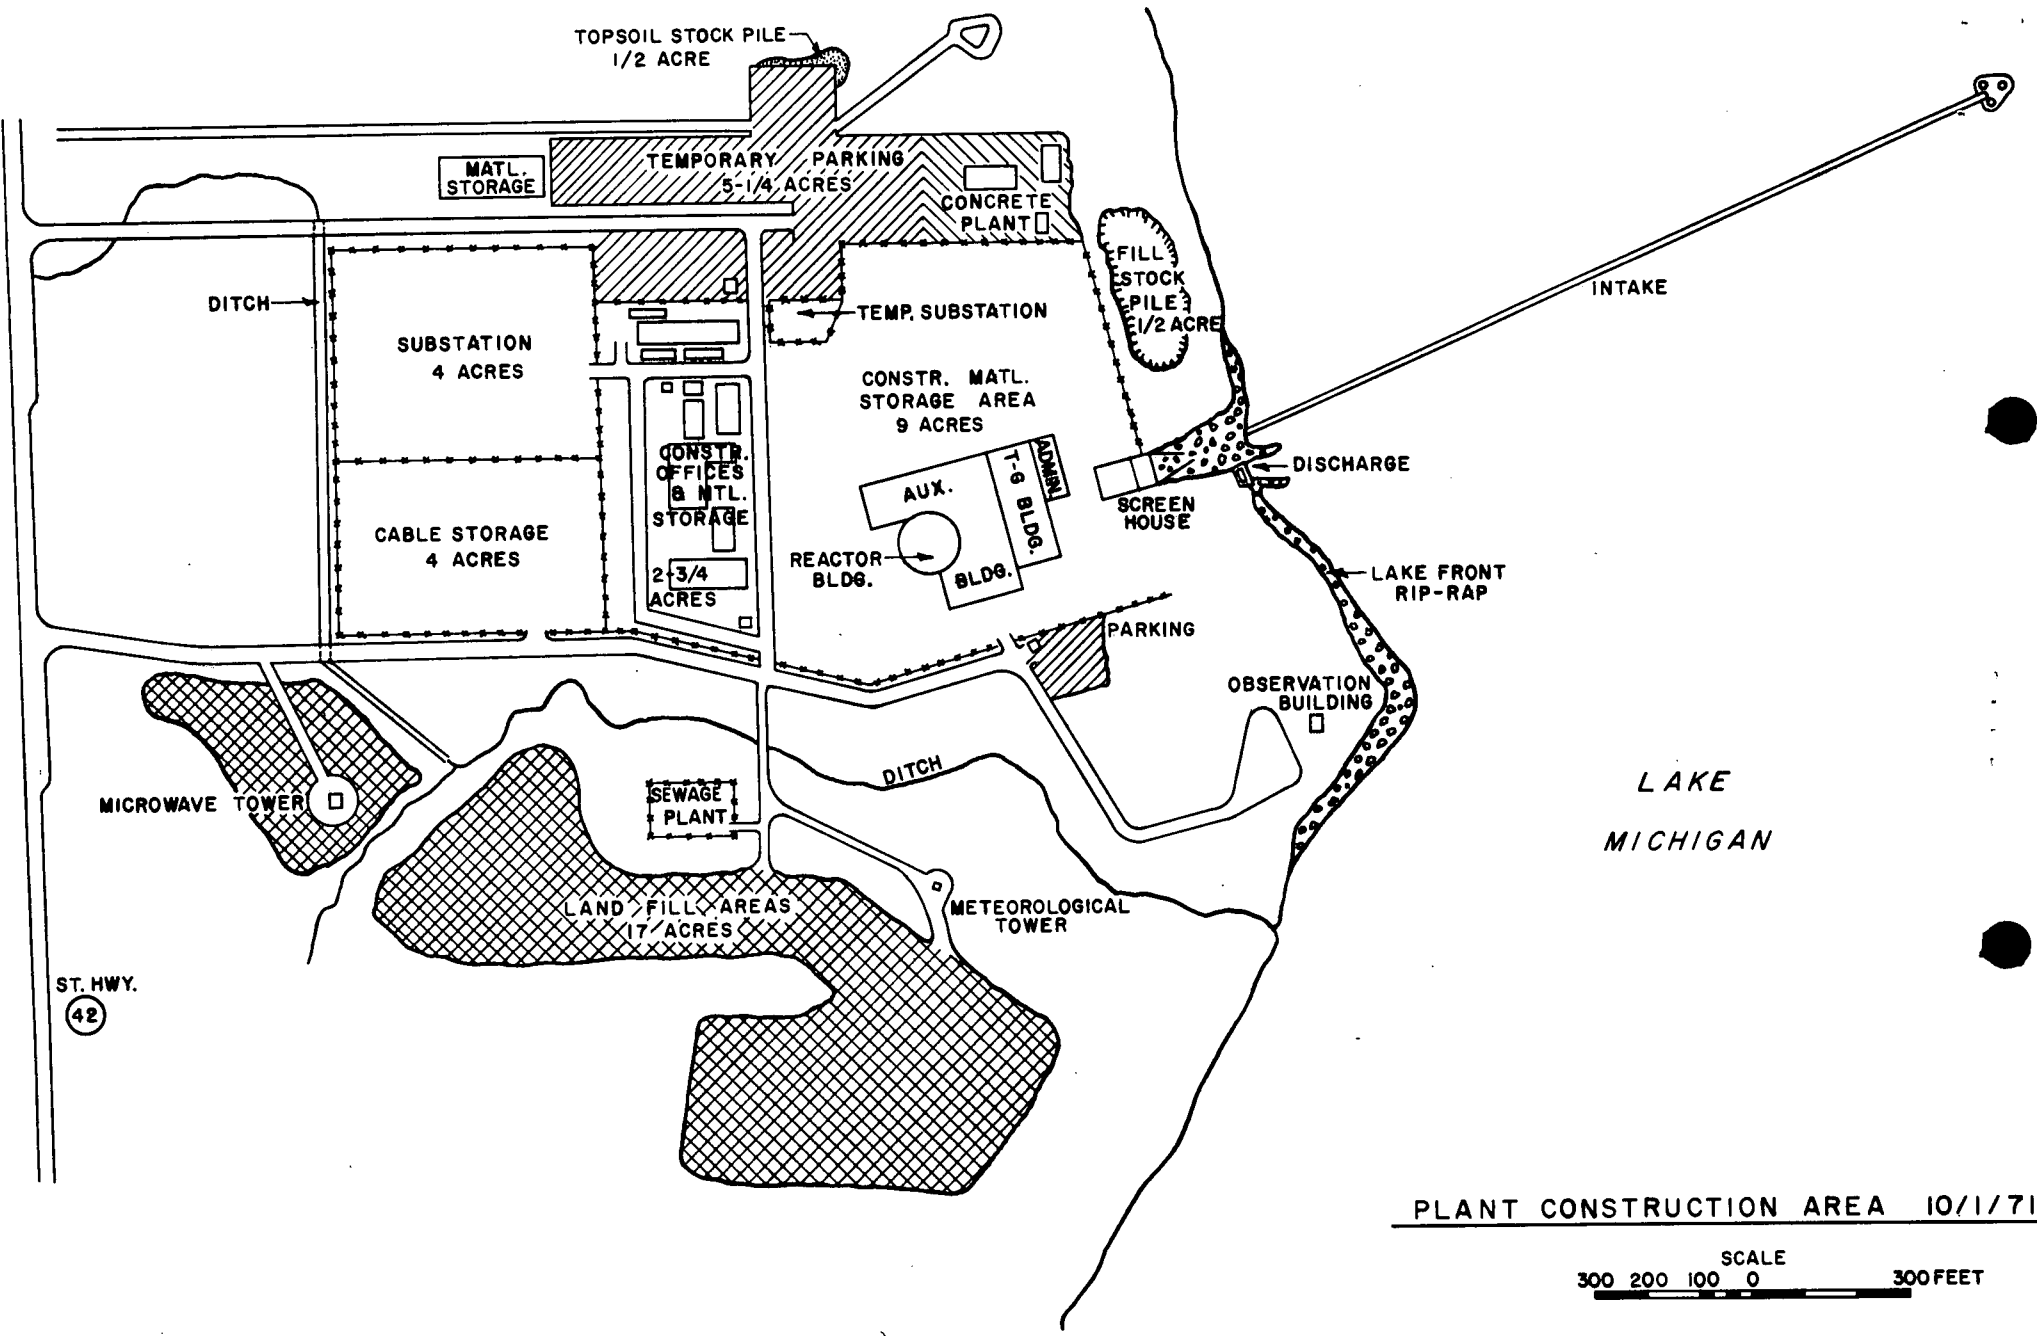 TOPSOIL STOCK PILE
1/2 ACRE
MATL.
STORAGE
TEMPORARY PARKING
5-1/4 ACRES
CONCRETE
PLANT
FILL
STOCK
PILE
1/2 ACRE
INTAKE
DITCH
TEMP. SUBSTATION
SUBSTATION
4 ACRES
CONSTR. MATL.
STORAGE AREA
9 ACRES
CONSTR.
OFFICES
& MTL.
STORAGE
2-3/4
ACRES
CABLE STORAGE
4 ACRES
AUX.
T-G BLDG.
ADMIN.
REACTOR
BLDG.
BLDG.
SCREEN
HOUSE
DISCHARGE
LAKE FRONT
RIP-RAP
PARKING
OBSERVATION
BUILDING
DITCH
MICROWAVE TOWER
SEWAGE
PLANT
LAKE
MICHIGAN
LAND FILL AREAS
17 ACRES
METEOROLOGICAL
TOWER
ST. HWY.
42
PLANT CONSTRUCTION AREA 10/1/71
SCALE
300 200 100 0 300 FEET